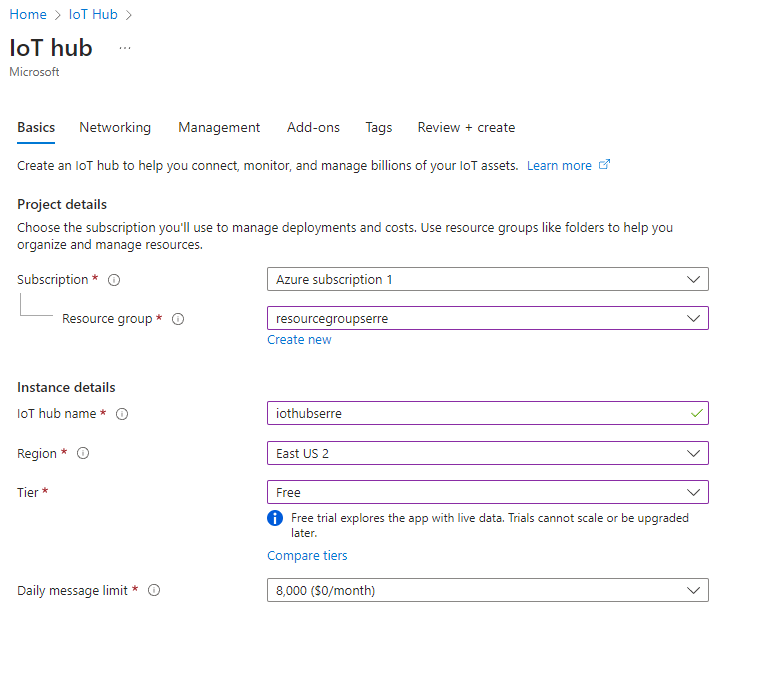 Home > IoT Hub >
IoT hub ...
Microsoft
Basics Networking Management Add-ons Tags Review + create
Create an IoT hub to help you connect, monitor, and manage billions of your IoT assets. Learn more
Project details
Choose the subscription you'll use to manage deployments and costs. Use resource groups like folders to help you
organize and manage resources.
Subscription * Azure subscription 1
Resource group * resourcegroupserre
Create new
Instance details
IoT hub name * iothubserre
Region * East US 2
Tier * Free
Free trial explores the app with live data. Trials cannot scale or be upgraded
later.
Compare tiers
Daily message limit * 8,000 ($0/month)